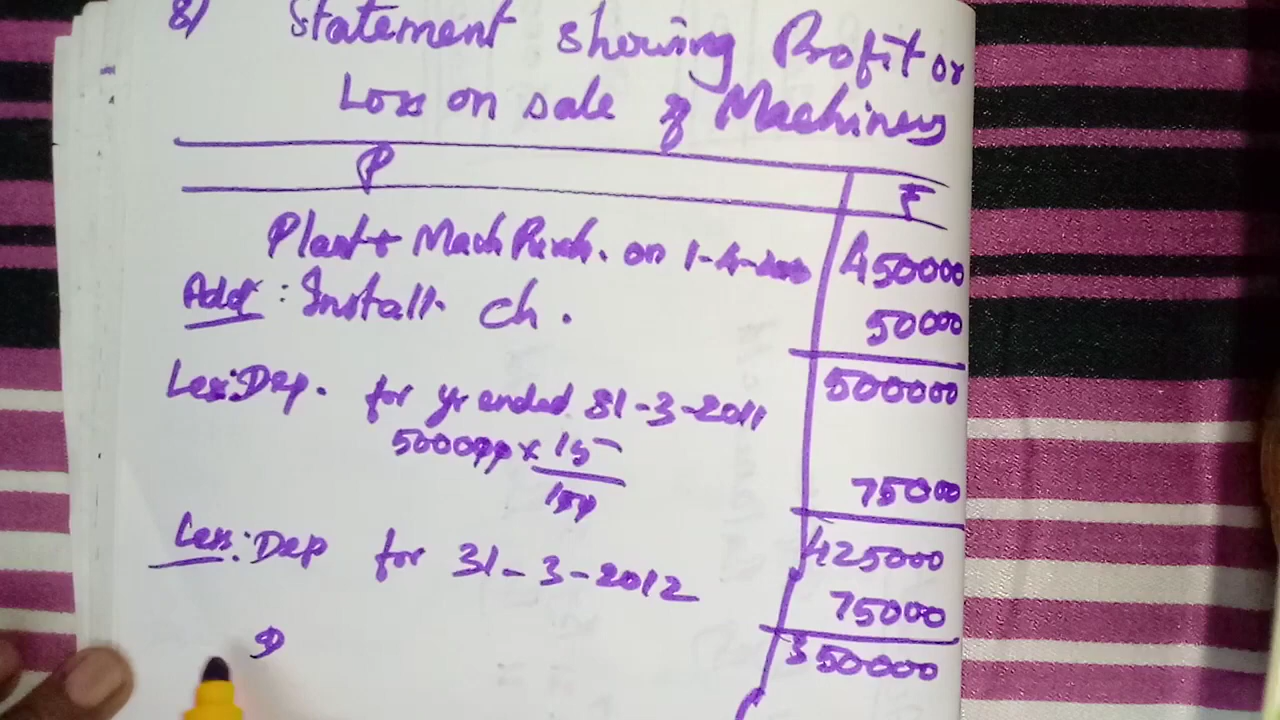 8) Statement showing Profit or
Loss on sale of Machinery
P ₹
Plant + Mach Purch. on 1-4-2010 450000
Add: Install. ch. 50000
500000
Less: Dep. for yr ended 31-3-2011
500000 x 15
100 75000
425000
Less: Dep for 31-3-2012 75000
350000